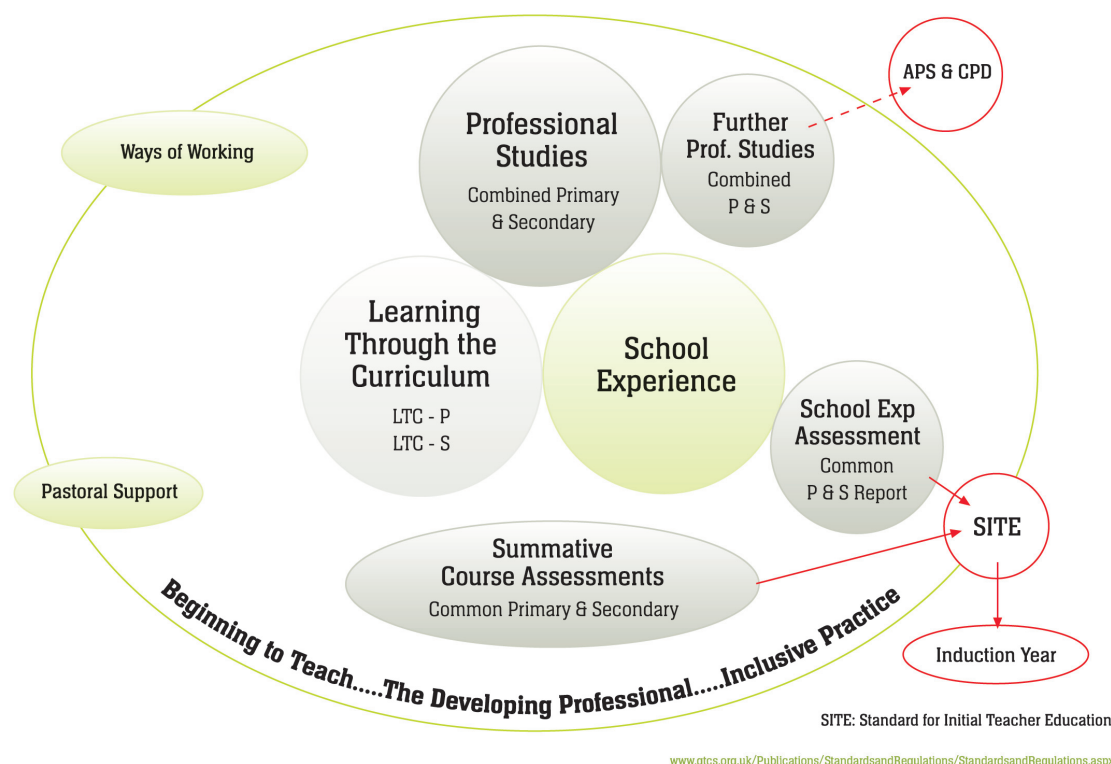 APS & CPD
Professional
Studies
Combined Primary
& Secondary
Further
Prof. Studies
Combined
P & S
Ways of Working
Learning
Through the
Curriculum
LTC - P
LTC - S
School
Experience
School Exp
Assessment
Common
P & S Report
Pastoral Support
SITE
Summative
Course Assessments
Common Primary & Secondary
Beginning to Teach.....The Developing Professional.....Inclusive Practice
Induction Year
SITE: Standard for Initial Teacher Education
www.gtcs.org.uk/Publications/StandardsandRegulations/StandardsandRegulations.asp